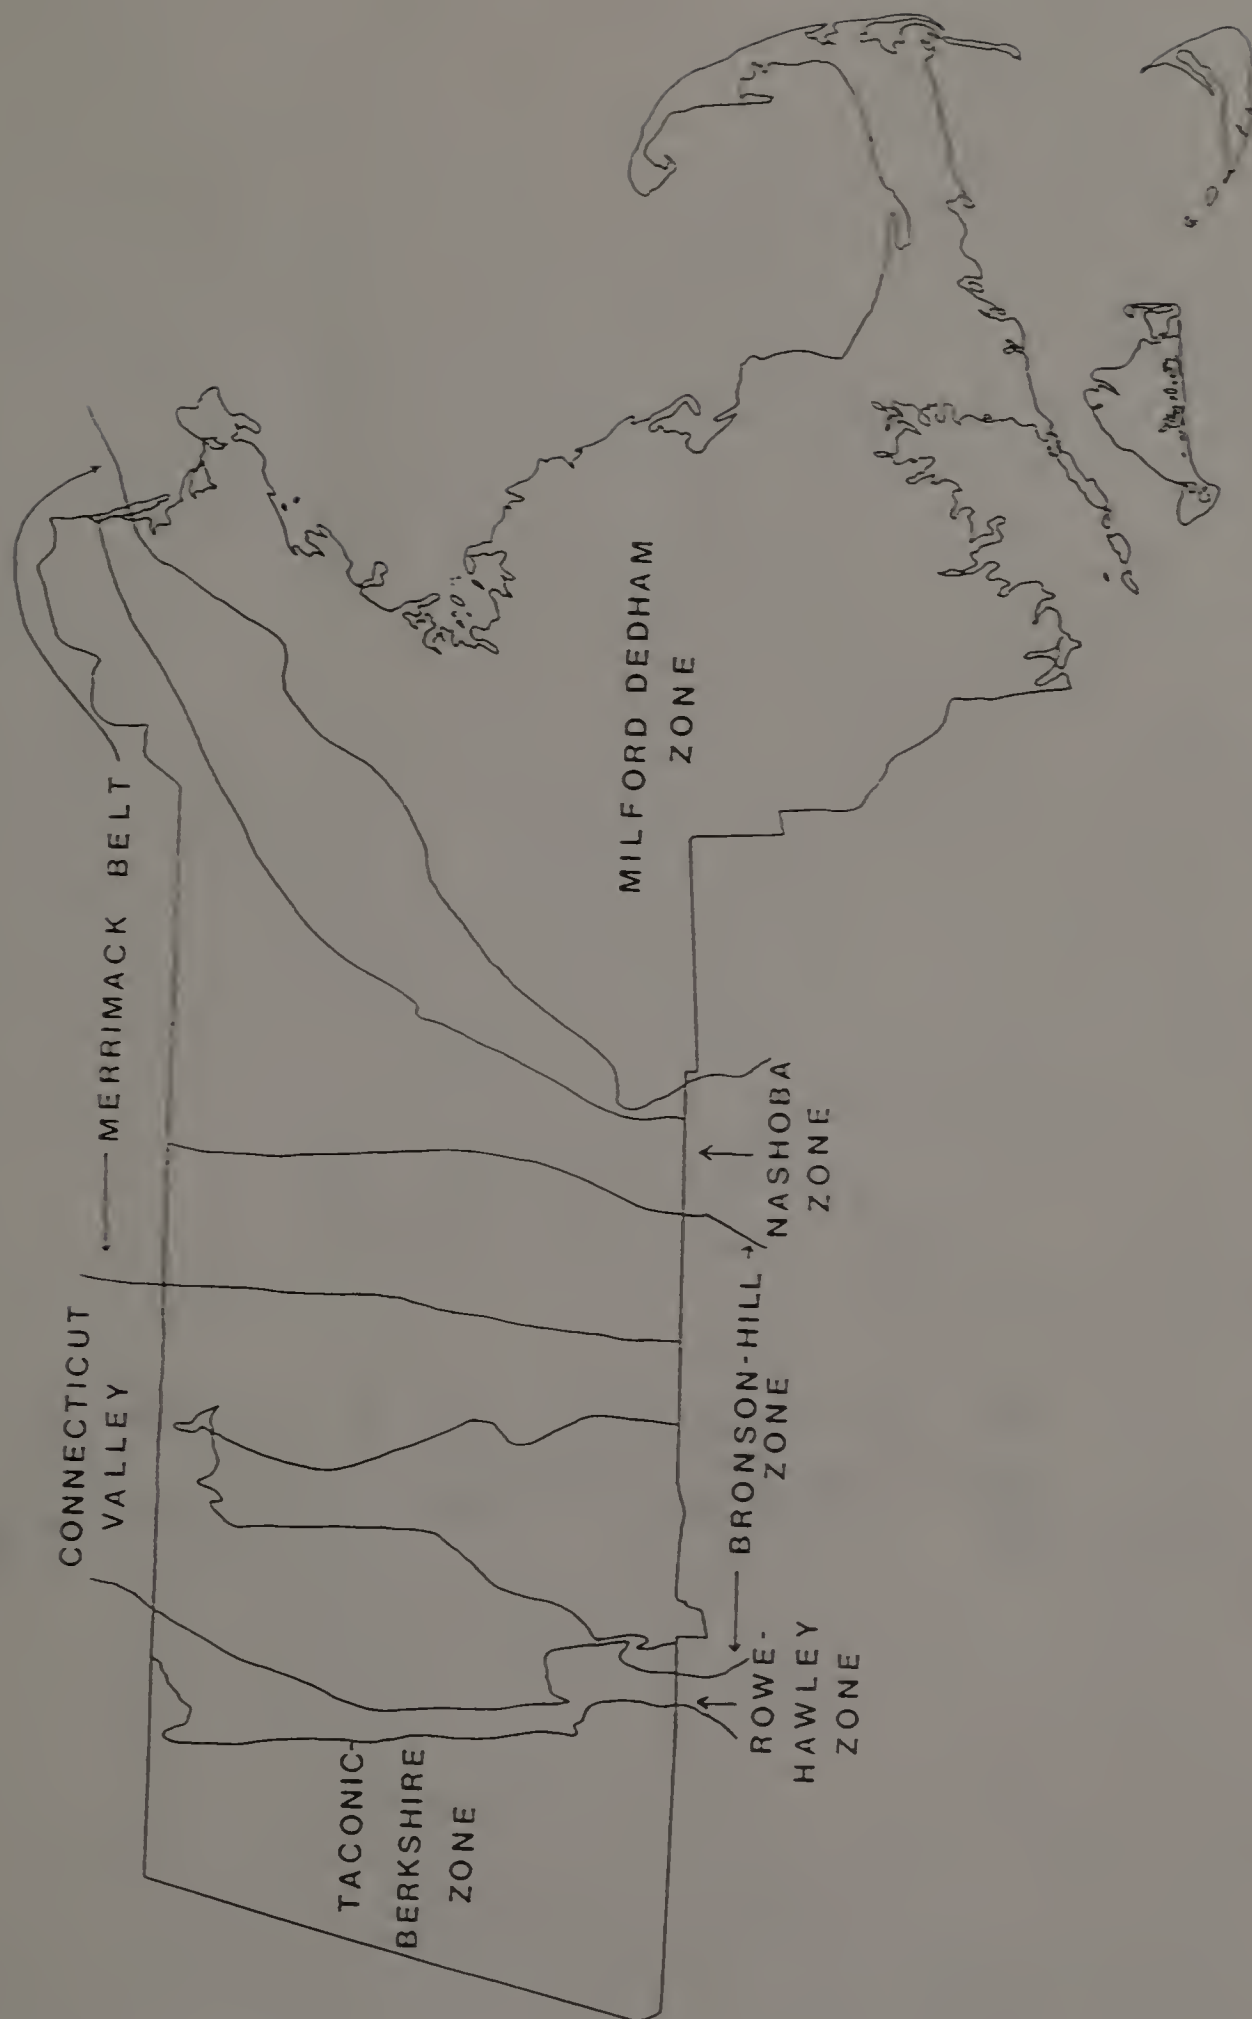 CONNECTICUT
VALLEY
MERRIMACK BELT
TACONIC-
BERKSHIRE
ZONE
MILFORD DEDHAM
ZONE
ROWE-
HAWLEY
ZONE
BRONSON-HILL
ZONE
NASHOBA
ZONE